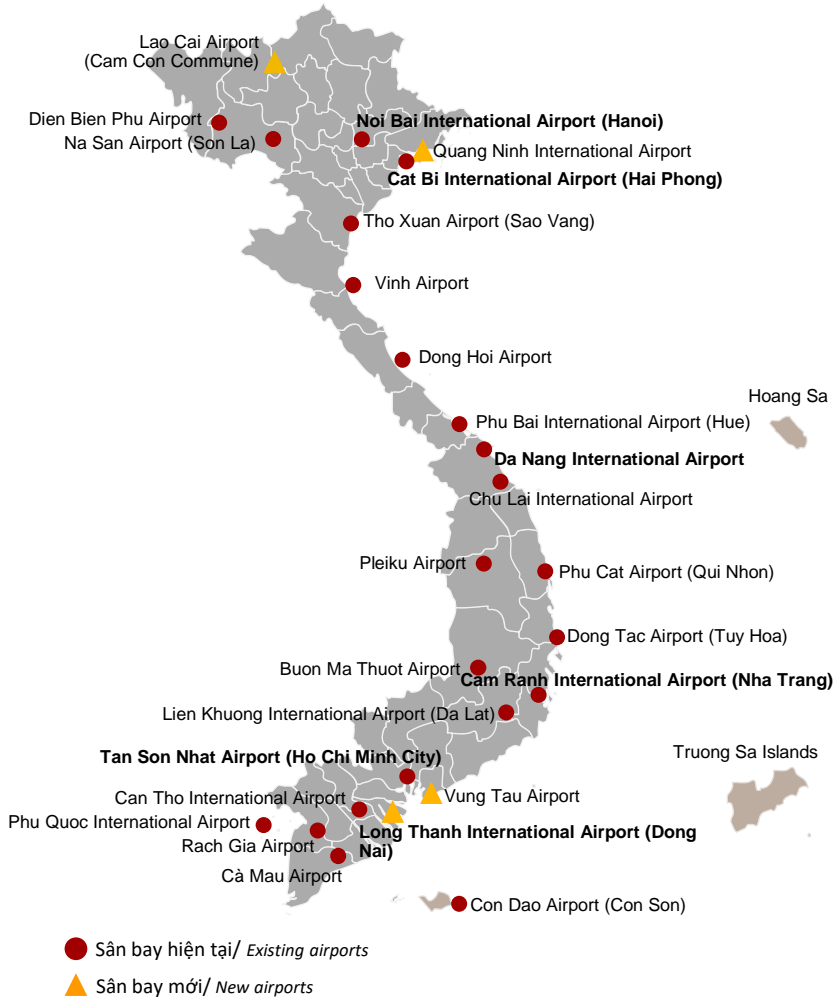 Lao Cai Airport
(Cam Con Commune)
Dien Bien Phu Airport
Noi Bai International Airport (Hanoi)
Na San Airport (Son La)
Quang Ninh International Airport
Cat Bi International Airport (Hai Phong)
Tho Xuan Airport (Sao Vang)
Vinh Airport
Dong Hoi Airport
Hoang Sa
Phu Bai International Airport (Hue)
Da Nang International Airport
Chu Lai International Airport
Pleiku Airport
Phu Cat Airport (Qui Nhon)
Dong Tac Airport (Tuy Hoa)
Buon Ma Thuot Airport
Cam Ranh International Airport (Nha Trang)
Lien Khuong International Airport (Da Lat)
Tan Son Nhat Airport (Ho Chi Minh City)
Truong Sa Islands
Can Tho International Airport
Vung Tau Airport
Phu Quoc International Airport
Long Thanh International Airport (Dong
Nai)
Rach Gia Airport
Cà Mau Airport
Con Dao Airport (Con Son)
Sân bay hiện tại/ Existing airports
Sân bay mới/ New airports